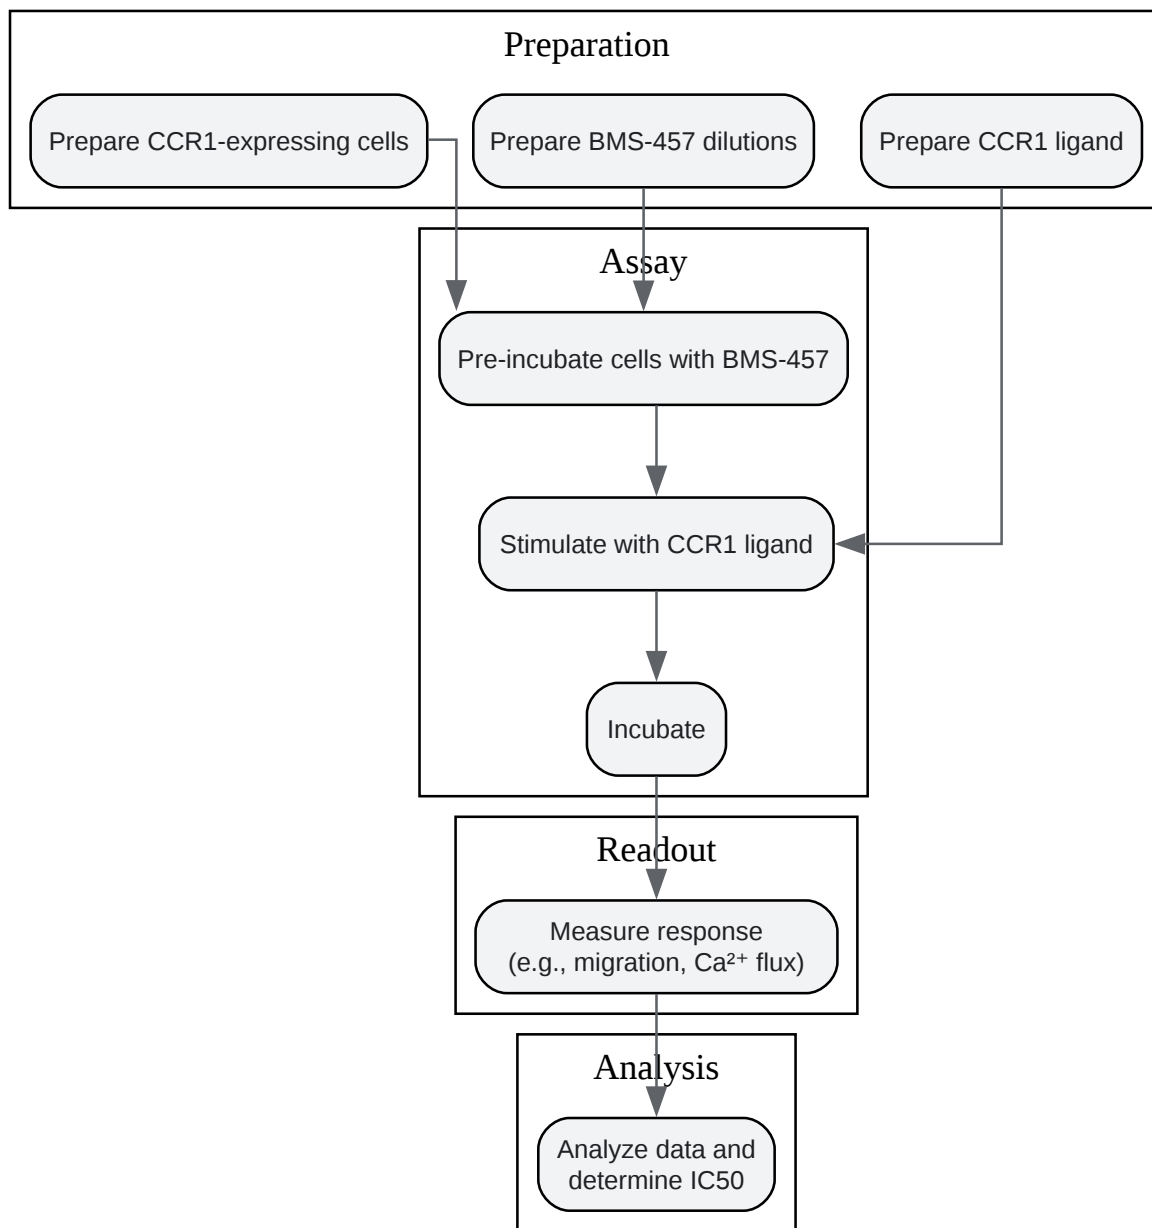 Preparation
Prepare CCR1-expressing cells
Prepare BMS-457 dilutions
Prepare CCR1 ligand
Assay
Pre-incubate cells with BMS-457
Stimulate with CCR1 ligand
Incubate
Readout
Measure response
(e.g., migration, Ca²⁺ flux)
Analysis
Analyze data and
determine IC50